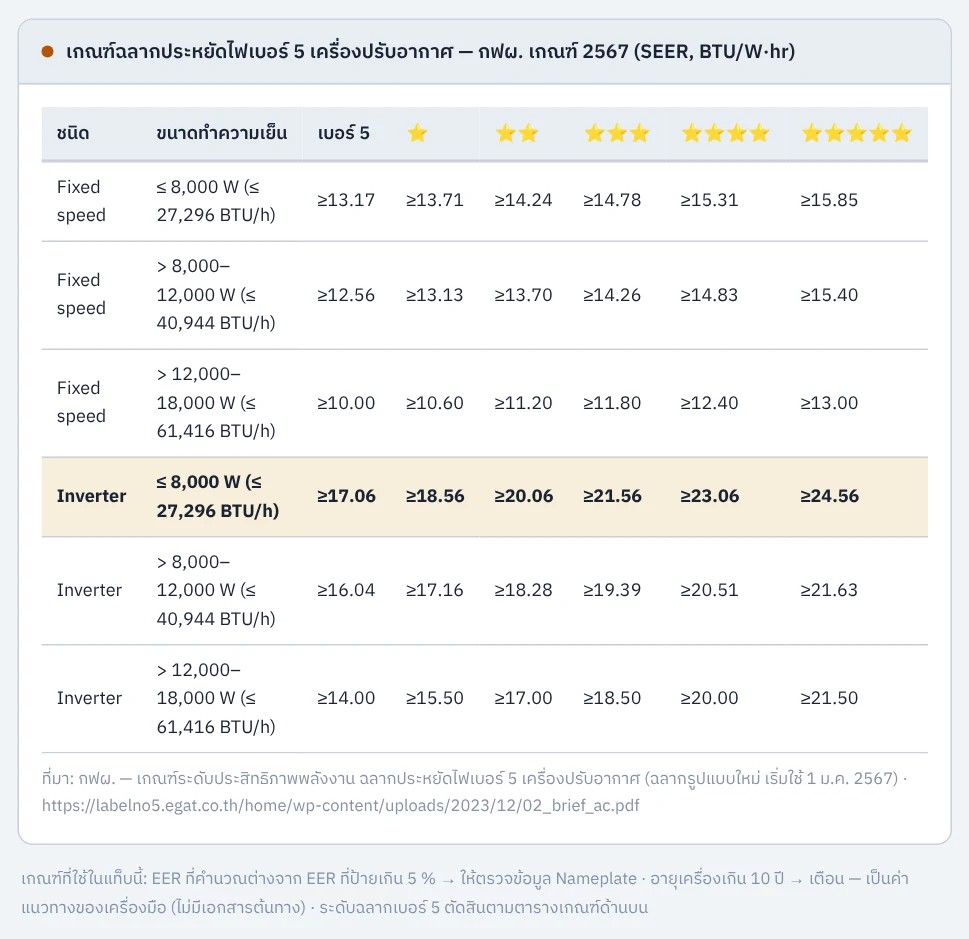 เกณฑ์ฉลากประหยัดไฟเบอร์ 5 เครื่องปรับอากาศ — กฟผ. เกณฑ์ 2567 (SEER, BTU/W·hr)
ชนิด ขนาดทำความเย็น เบอร์ 5 ⭐ ⭐⭐ ⭐⭐⭐ ⭐⭐⭐⭐ ⭐⭐⭐⭐⭐
Fixed speed ≤ 8,000 W (≤ 27,296 BTU/h) ≥13.17 ≥13.71 ≥14.24 ≥14.78 ≥15.31 ≥15.85
Fixed speed > 8,000–12,000 W (≤ 40,944 BTU/h) ≥12.56 ≥13.13 ≥13.70 ≥14.26 ≥14.83 ≥15.40
Fixed speed > 12,000–18,000 W (≤ 61,416 BTU/h) ≥10.00 ≥10.60 ≥11.20 ≥11.80 ≥12.40 ≥13.00
Inverter ≤ 8,000 W (≤ 27,296 BTU/h) ≥17.06 ≥18.56 ≥20.06 ≥21.56 ≥23.06 ≥24.56
Inverter > 8,000–12,000 W (≤ 40,944 BTU/h) ≥16.04 ≥17.16 ≥18.28 ≥19.39 ≥20.51 ≥21.63
Inverter > 12,000–18,000 W (≤ 61,416 BTU/h) ≥14.00 ≥15.50 ≥17.00 ≥18.50 ≥20.00 ≥21.50
ที่มา: กฟผ. — เกณฑ์ระดับประสิทธิภาพพลังงาน ฉลากประหยัดไฟเบอร์ 5 เครื่องปรับอากาศ (ฉลากรูปแบบใหม่ เริ่มใช้ 1 ม.ค. 2567) ·
https://labelno5.egat.co.th/home/wp-content/uploads/2023/12/02_brief_ac.pdf
เกณฑ์ที่ใช้ในแท็บนี้: EER ที่คำนวณต่างจาก EER ที่ป้ายเกิน 5 % → ให้ตรวจข้อมูล Nameplate · อายุเครื่องเกิน 10 ปี → เตือน — เป็นค่า
แนวทางของเครื่องมือ (ไม่มีเอกสารต้นทาง) · ระดับฉลากเบอร์ 5 ตัดสินตามตารางเกณฑ์ด้านบน